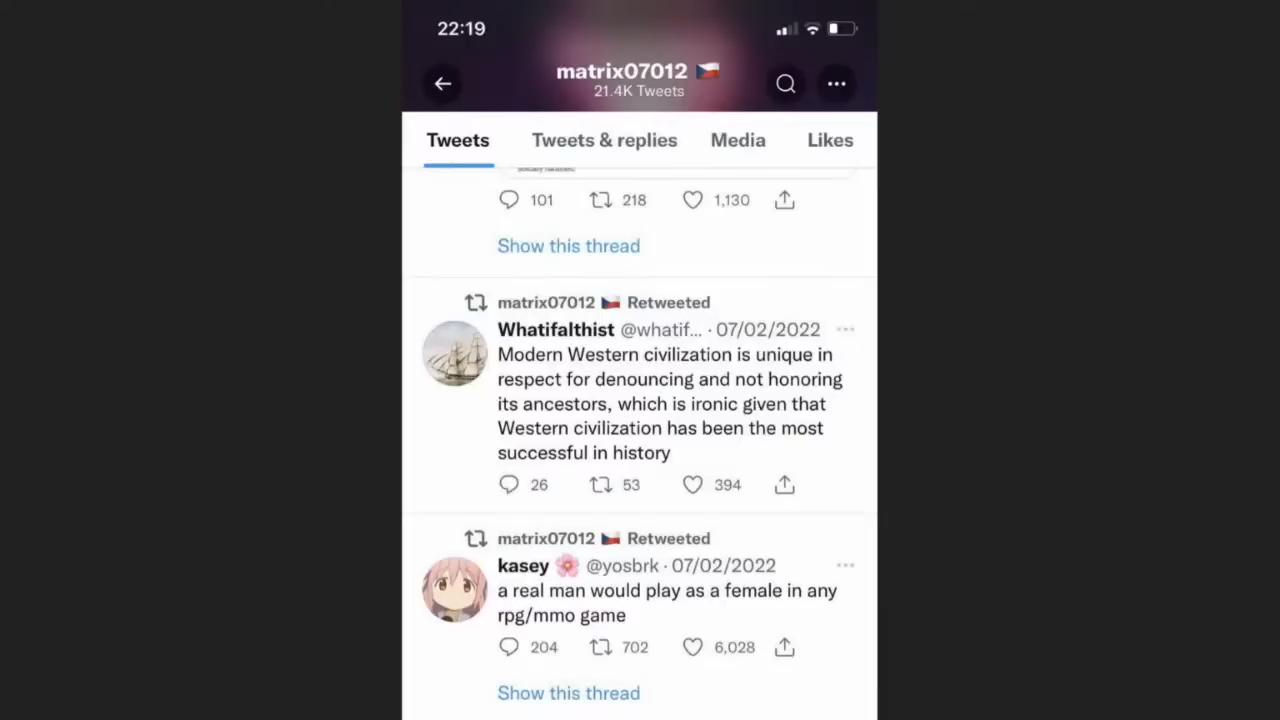 22:19
matrix07012 🇨🇿
21.4K Tweets
Tweets Tweets & replies Media Likes
101 218 1,130
Show this thread
matrix07012 🇨🇿 Retweeted
Whatifalthist @whatif... · 07/02/2022
Modern Western civilization is unique in
respect for denouncing and not honoring
its ancestors, which is ironic given that
Western civilization has been the most
successful in history
26 53 394
matrix07012 🇨🇿 Retweeted
kasey 🌸 @yosbrk · 07/02/2022
a real man would play as a female in any
rpg/mmo game
204 702 6,028
Show this thread